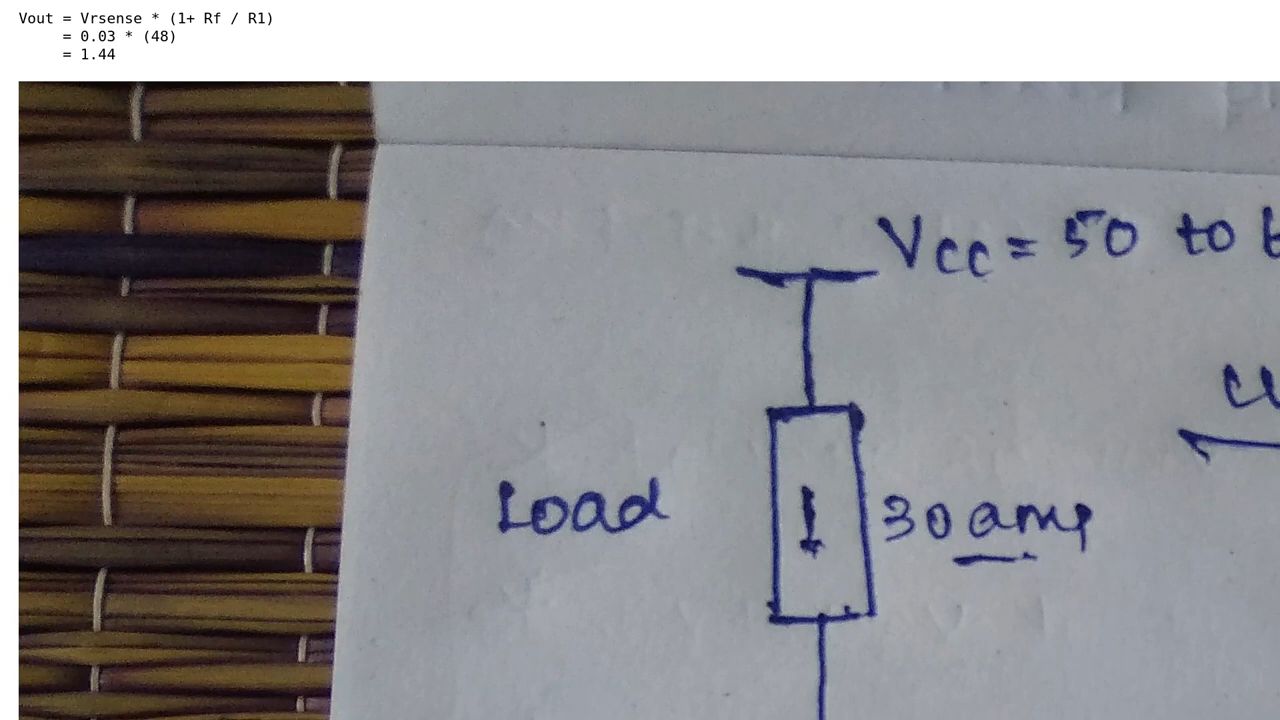 Vout = Vrsense * (1+ Rf / R1)
= 0.03 * (48)
= 1.44
Vcc = 50 to
Load
30 amp